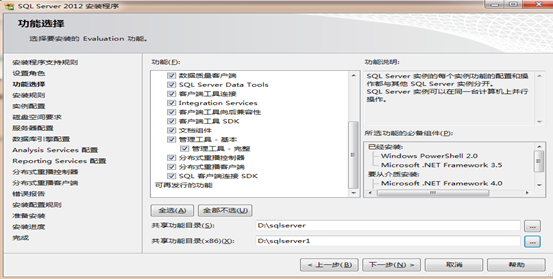 SQL Server 2012 安装程序
功能选择
选择要安装的 Evaluation 功能。
安装程序支持规则
设置角色
功能选择
安装规则
实例配置
磁盘空间要求
服务器配置
数据库引擎配置
Analysis Services 配置
Reporting Services 配置
分布式重播控制器
分布式重播客户端
错误报告
安装配置规则
准备安装
安装进度
完成
功能(F):
数据质量客户端
SQL Server Data Tools
客户端工具连接
Integration Services
客户端工具向后兼容性
客户端工具 SDK
文档组件
管理工具 - 基本
管理工具 - 完整
分布式重播控制器
分布式重播客户端
SQL 客户端连接 SDK
可再发行的功能
功能说明:
SQL Server 实例的每个实例功能的配置和操
作都与其他 SQL Server 实例分开。
SQL Server 实例可以在同一台计算机上并行
操作。
所选功能的必备组件(P):
已经安装:
Windows PowerShell 2.0
Microsoft .NET Framework 3.5
要从介质安装:
Microsoft .NET Framework 4.0
全选(A)
全部不选(U)
共享功能目录(S):
D:\sqlserver
...
共享功能目录(x86)(X):
D:\sqlserver1
...
< 上一步(B)
下一步(N) >
取消
帮助